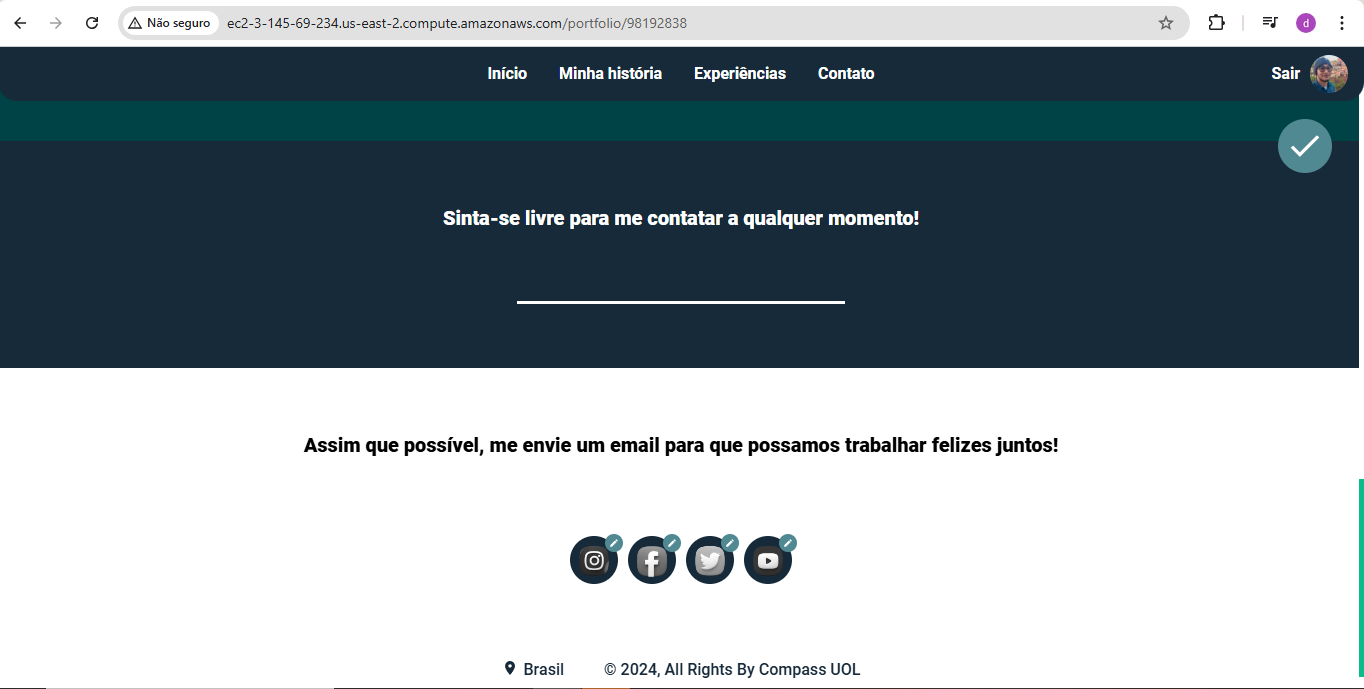 Não seguro ec2-3-145-69-234.us-east-2.compute.amazonaws.com/portfolio/98192838 d
Início Minha história Experiências Contato Sair
Sinta-se livre para me contatar a qualquer momento!
Assim que possível, me envie um email para que possamos trabalhar felizes juntos!
Brasil © 2024, All Rights By Compass UOL